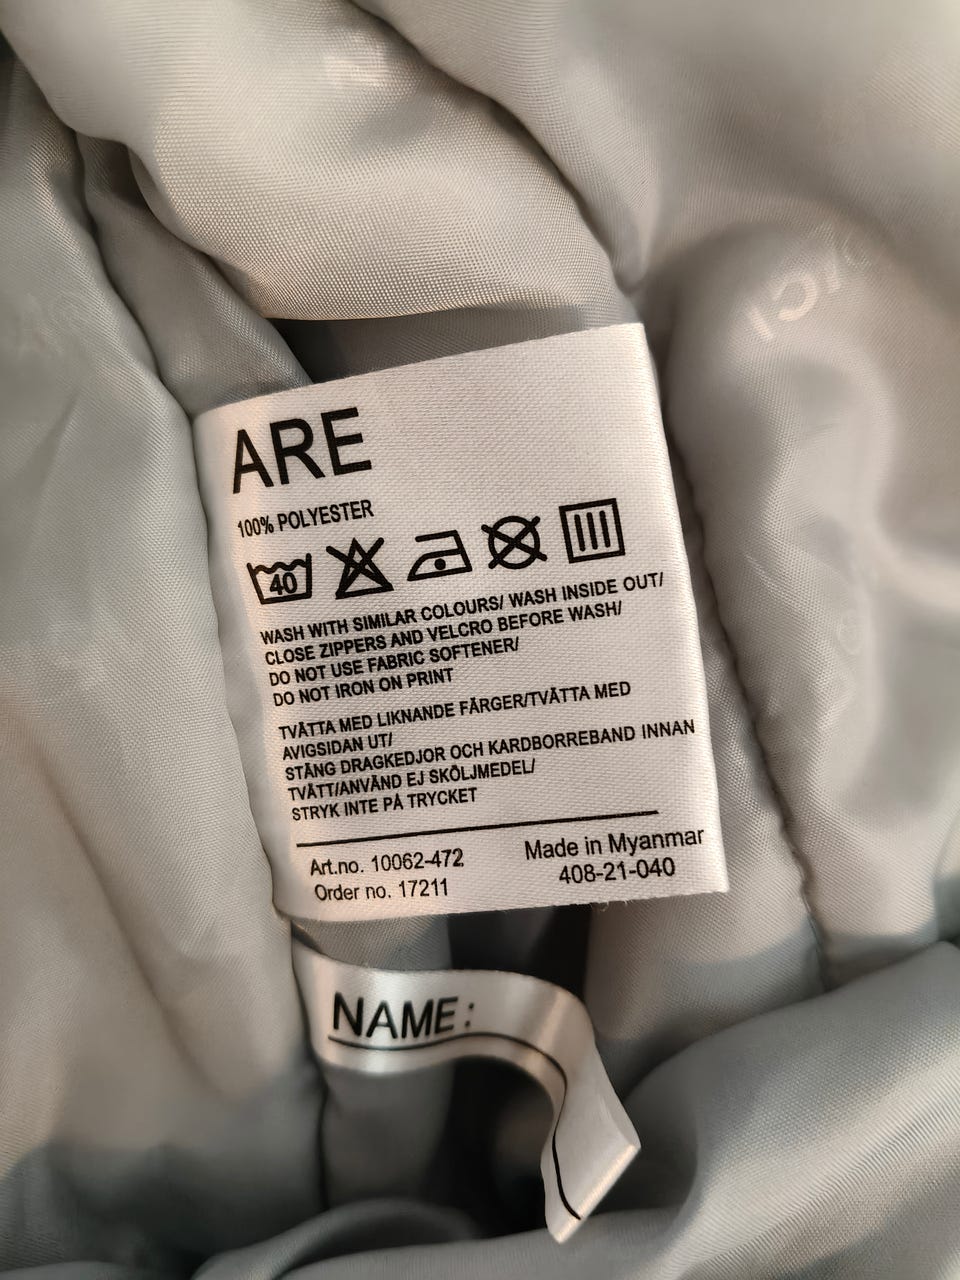 ARE
100% POLYESTER
40
WASH WITH SIMILAR COLOURS/ WASH INSIDE OUT/
CLOSE ZIPPERS AND VELCRO BEFORE WASH/
DO NOT USE FABRIC SOFTENER/
DO NOT IRON ON PRINT
TVÄTTA MED LIKNANDE FÄRGER/TVÄTTA MED
AVIGSIDAN UT/
STÄNG DRAGKEDJOR OCH KARDBORREBAND INNAN
TVÄTT/ANVÄND EJ SKÖLJMEDEL/
STRYK INTE PÅ TRYCKET
Art.no. 10062-472
Made in Myanmar
Order no. 17211
408-21-040
NAME: